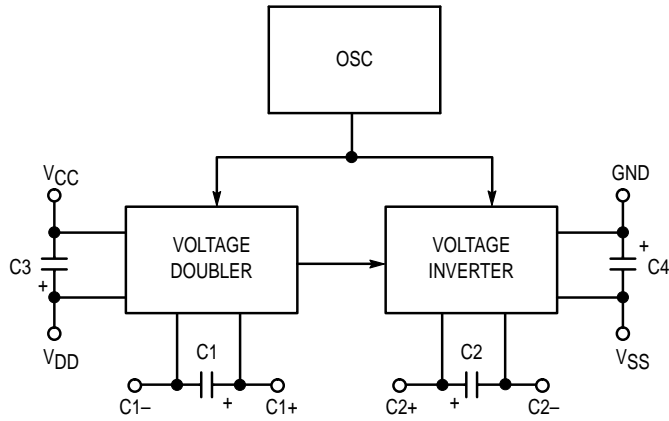 OSC
VCC
GND
VOLTAGE
DOUBLER
VOLTAGE
INVERTER
C3
+
+
C4
VDD
C1
C2
VSS
C1–
+
C1+
C2+
+
C2–